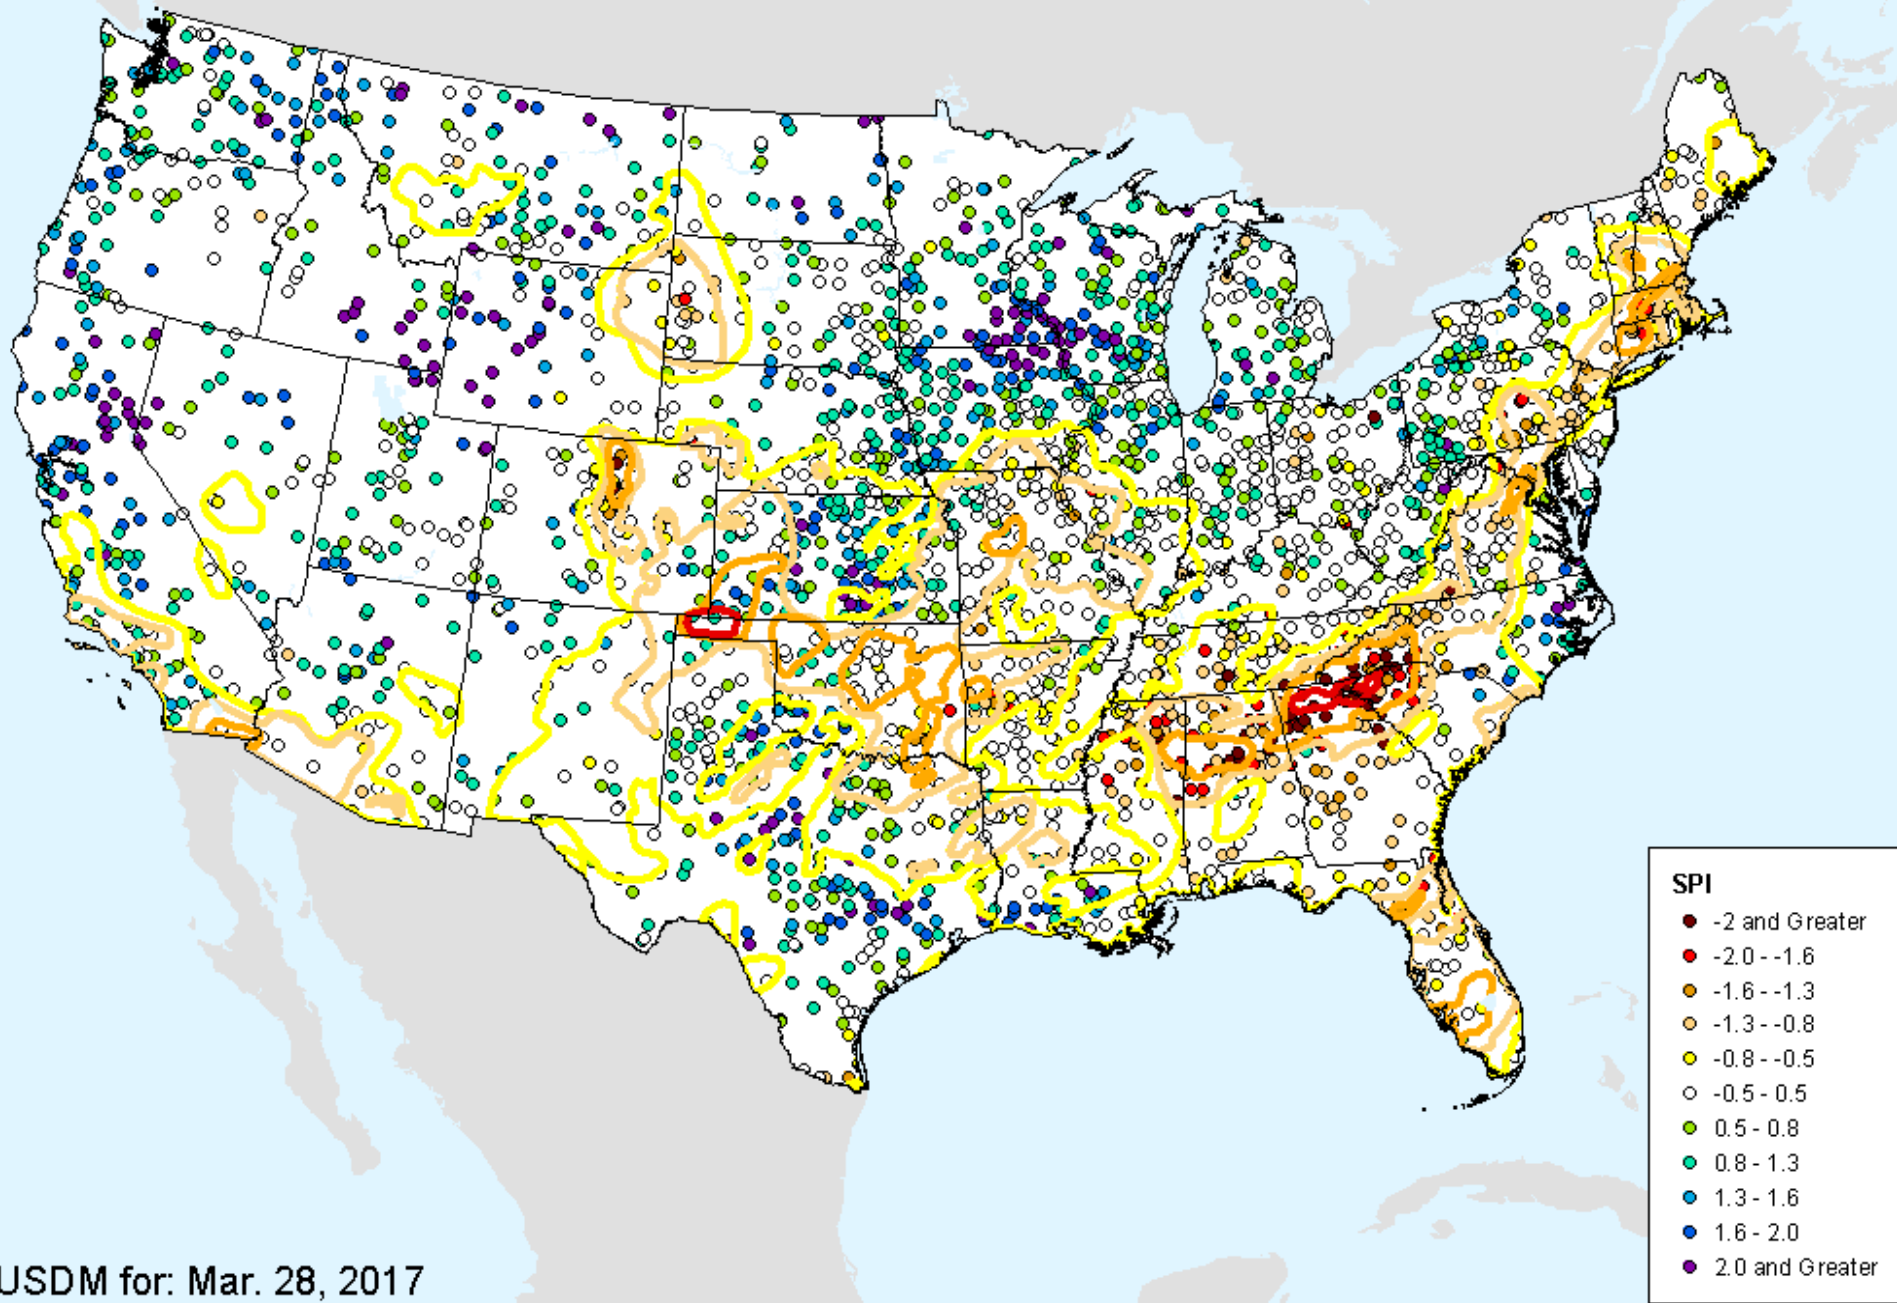 SPI
-2 and Greater
-2.0 - -1.6
-1.6 - -1.3
-1.3 - -0.8
-0.8 - -0.5
-0.5 - 0.5
0.5 - 0.8
0.8 - 1.3
1.3 - 1.6
1.6 - 2.0
2.0 and Greater
USDM for: Mar. 28, 2017